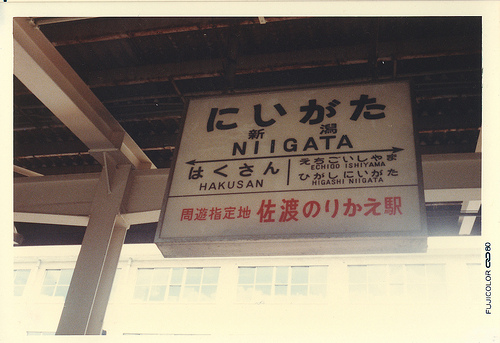 にいがた
新潟
NIIGATA
はくさん
HAKUSAN
えちごいしやま
ECHIGO ISHIYAMA
ひがしにいがた
HIGASHI NIIGATA
周遊指定地 佐渡のりかえ駅
FUJICOLOR 80